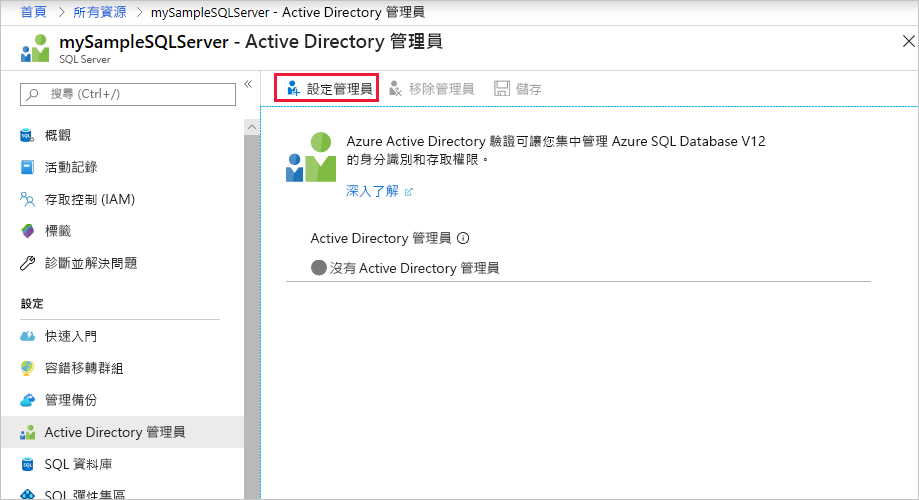 首頁 > 所有資源 > mySampleSQLServer - Active Directory 管理員
mySampleSQLServer - Active Directory 管理員
SQL Server
搜尋 (Ctrl+/)
概觀
活動記錄
存取控制 (IAM)
標籤
診斷並解決問題
設定
快速入門
容錯移轉群組
管理備份
Active Directory 管理員
SQL 資料庫
SQL 彈性集區
設定管理員 移除管理員 儲存
Azure Active Directory 驗證可讓您集中管理 Azure SQL Database V12
的身分識別和存取權限。
深入了解
Active Directory 管理員
沒有 Active Directory 管理員